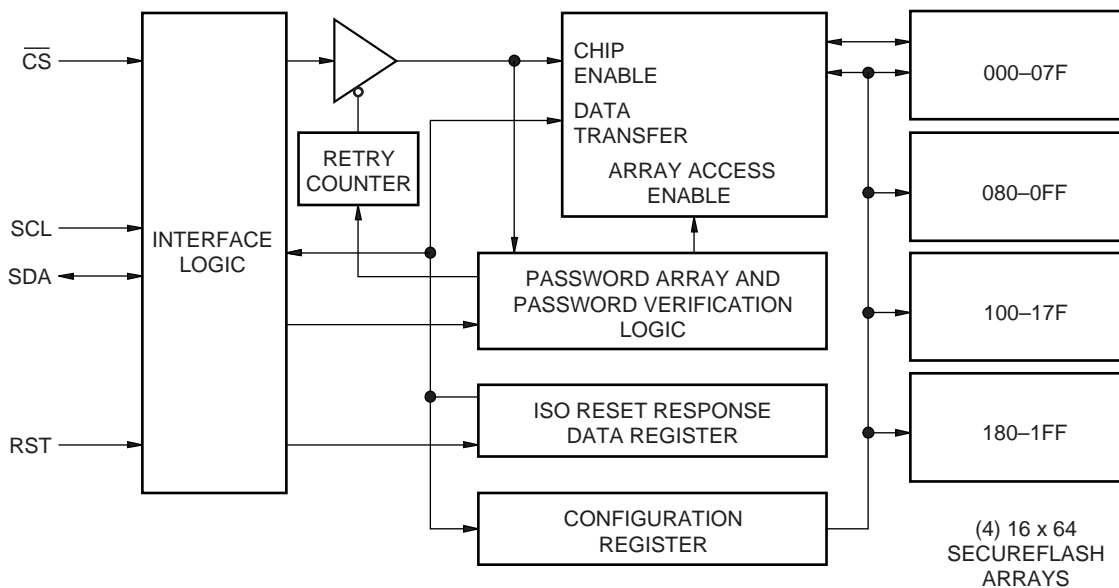 CS
SCL
SDA
RST
INTERFACE
LOGIC
RETRY
COUNTER
CHIP
ENABLE
DATA
TRANSFER
ARRAY ACCESS
ENABLE
PASSWORD ARRAY AND
PASSWORD VERIFICATION
LOGIC
ISO RESET RESPONSE
DATA REGISTER
CONFIGURATION
REGISTER
000–07F
080–0FF
100–17F
180–1FF
(4) 16 x 64
SECUREFLASH
ARRAYS